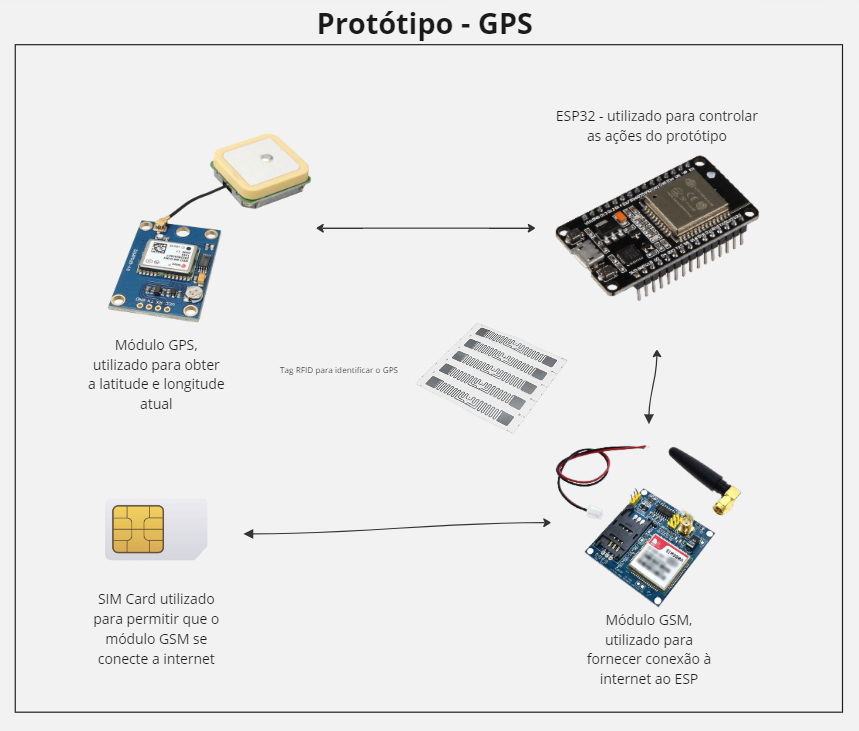 Protótipo - GPS
ESP32 - utilizado para controlar
as ações do protótipo
Módulo GPS,
utilizado para obter
a latitude e longitude
atual
Tag RFID para identificar o GPS
SIM Card utilizado
para permitir que o
módulo GSM se
conecte a internet
Módulo GSM,
utilizado para
fornecer conexão à
internet ao ESP